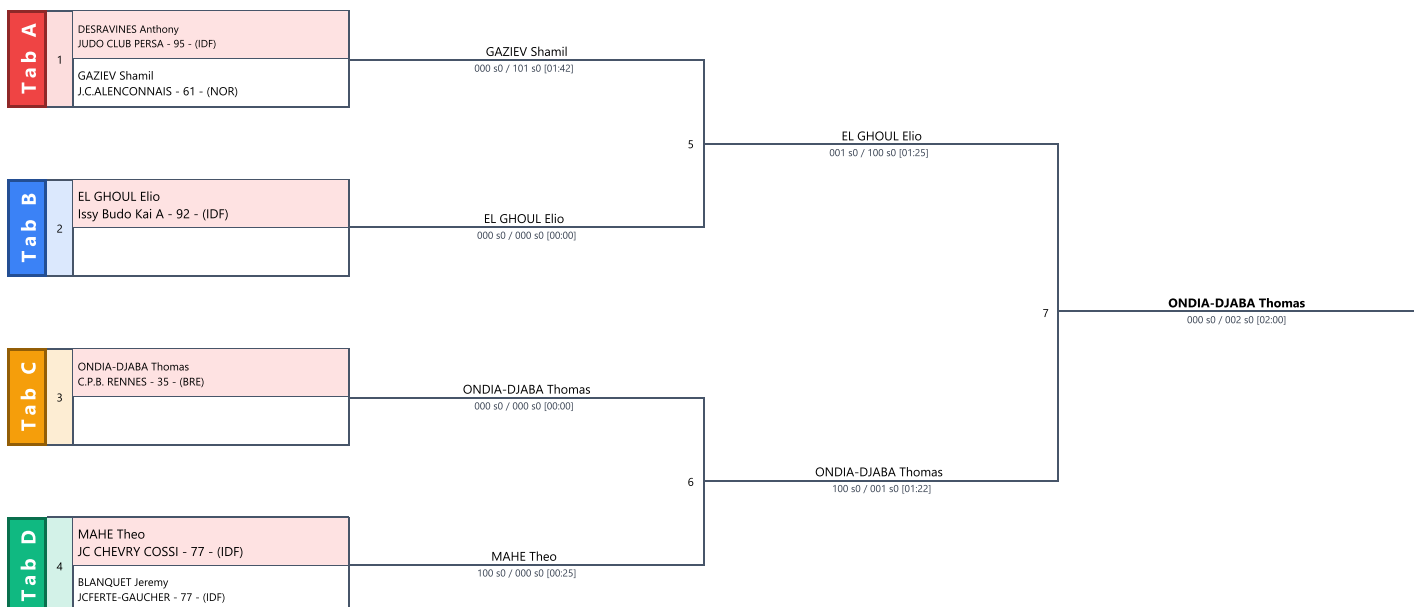 Tab A
1
DESRAVINES Anthony
JUDO CLUB PERSA - 95 - (IDF)
GAZIEV Shamil
J.C.ALENCONNAIS - 61 - (NOR)
GAZIEV Shamil
000 s0 / 101 s0 [01:42]
5
EL GHOUL Elio
001 s0 / 100 s0 [01:25]
Tab B
2
EL GHOUL Elio
Issy Budo Kai A - 92 - (IDF)
EL GHOUL Elio
000 s0 / 000 s0 [00:00]
7
ONDIA-DJABA Thomas
000 s0 / 002 s0 [02:00]
Tab C
3
ONDIA-DJABA Thomas
C.P.B. RENNES - 35 - (BRE)
ONDIA-DJABA Thomas
000 s0 / 000 s0 [00:00]
6
ONDIA-DJABA Thomas
100 s0 / 001 s0 [01:22]
Tab D
4
MAHE Theo
JC CHEVRY COSSI - 77 - (IDF)
BLANQUET Jeremy
JCFERTE-GAUCHER - 77 - (IDF)
MAHE Theo
100 s0 / 000 s0 [00:25]